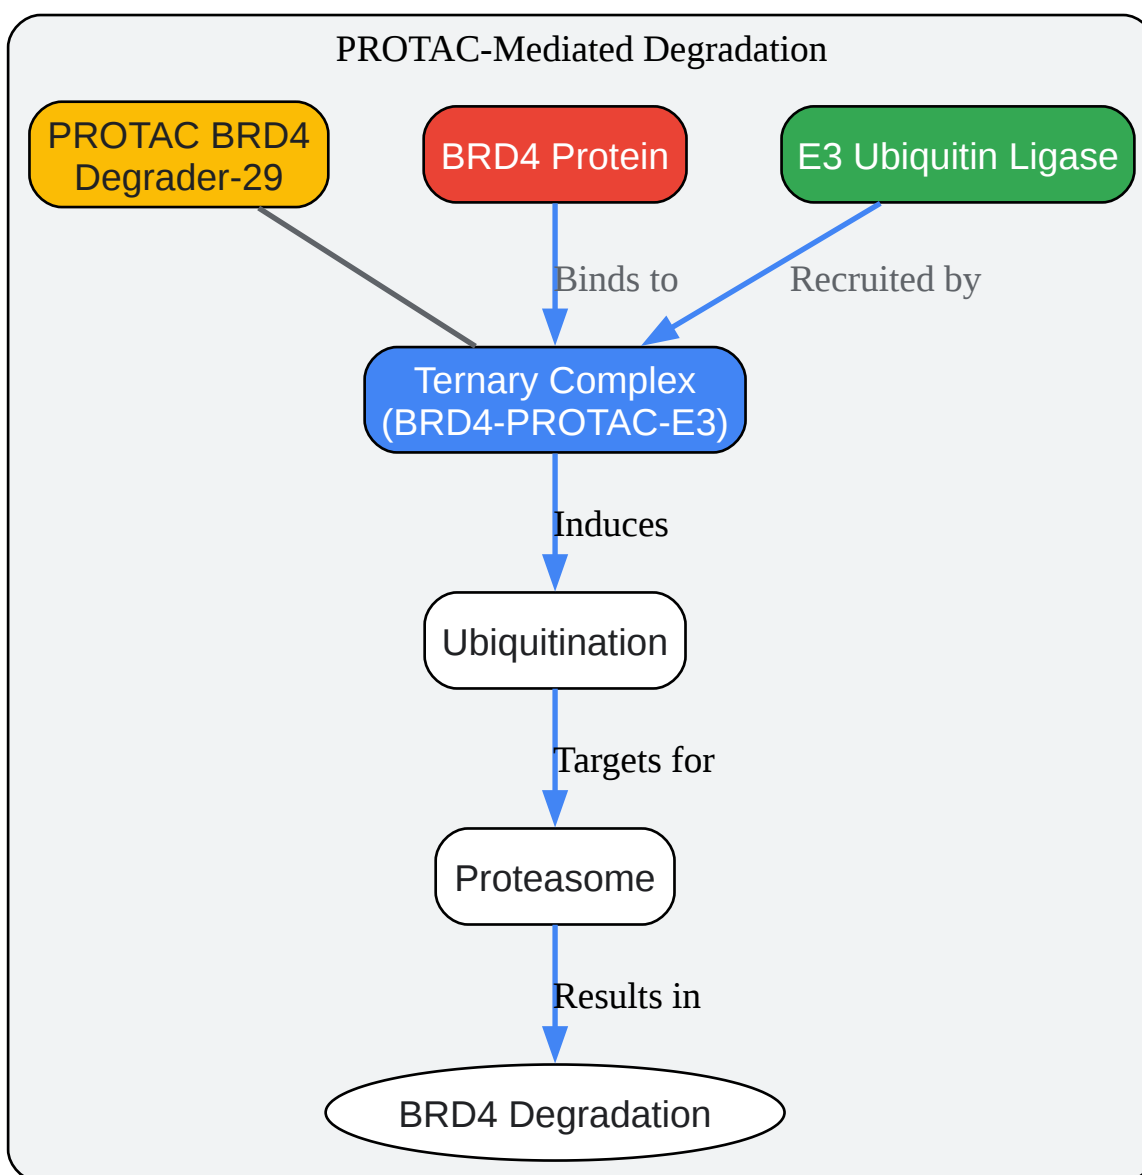 PROTAC-Mediated Degradation
PROTAC BRD4
Degrader-29
BRD4 Protein
E3 Ubiquitin Ligase
Binds to
Recruited by
Ternary Complex
(BRD4-PROTAC-E3)
Induces
Ubiquitination
Targets for
Proteasome
Results in
BRD4 Degradation